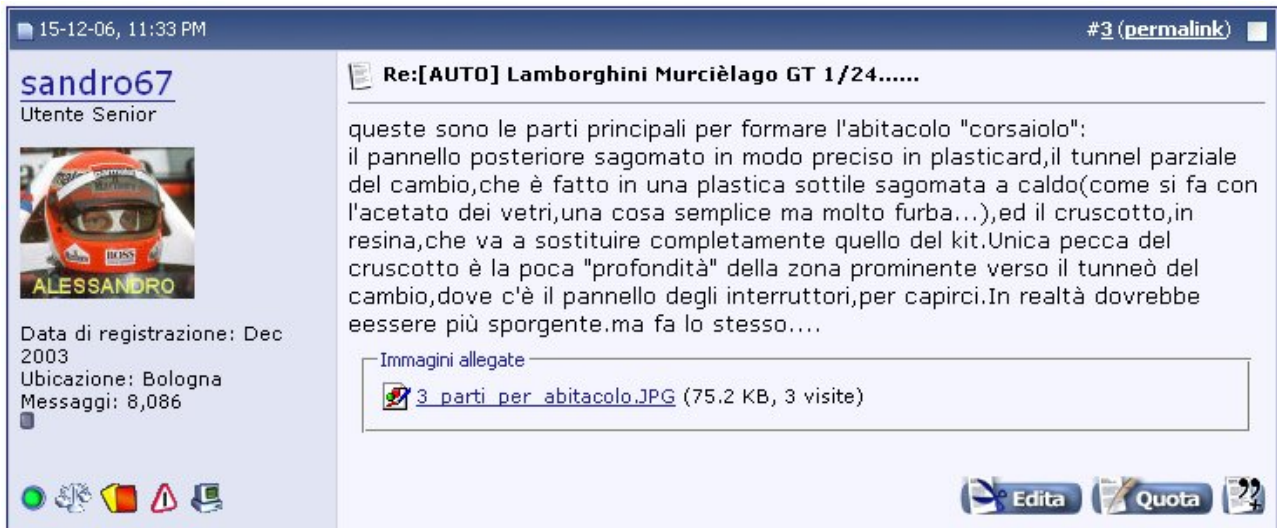 15-12-06, 11:33 PM
#3 (permalink)
sandro67
Utente Senior
Marlboro
BOSS
ALESSANDRO
Data di registrazione: Dec
2003
Ubicazione: Bologna
Messaggi: 8,086
Re:[AUTO] Lamborghini Murcièlago GT 1/24......
queste sono le parti principali per formare l'abitacolo "corsaiolo":
il pannello posteriore sagomato in modo preciso in plasticard,il tunnel parziale
del cambio,che è fatto in una plastica sottile sagomata a caldo(come si fa con
l'acetato dei vetri,una cosa semplice ma molto furba...),ed il cruscotto,in
resina,che va a sostituire completamente quello del kit.Unica pecca del
cruscotto è la poca "profondità" della zona prominente verso il tunneò del
cambio,dove c'è il pannello degli interruttori,per capirci.In realtà dovrebbe
eessere più sporgente.ma fa lo stesso....
Immagini allegate
3 parti per abitacolo.JPG (75.2 KB, 3 visite)
Edita
Quota